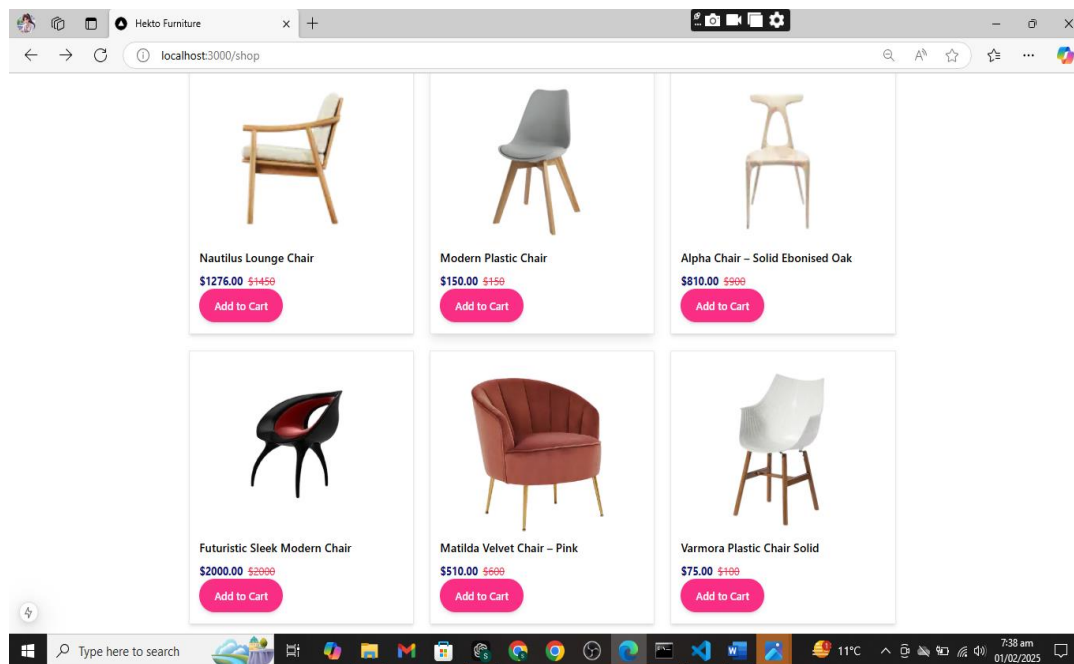 Hekto Furniture
localhost:3000/shop
Nautilus Lounge Chair
$1276.00 $1450
Add to Cart
Modern Plastic Chair
$150.00 $150
Add to Cart
Alpha Chair – Solid Ebonised Oak
$810.00 $900
Add to Cart
Futuristic Sleek Modern Chair
$2000.00 $2000
Add to Cart
Matilda Velvet Chair – Pink
$510.00 $600
Add to Cart
Varmora Plastic Chair Solid
$75.00 $100
Add to Cart
Type here to search
11°C
7:38 am
01/02/2025